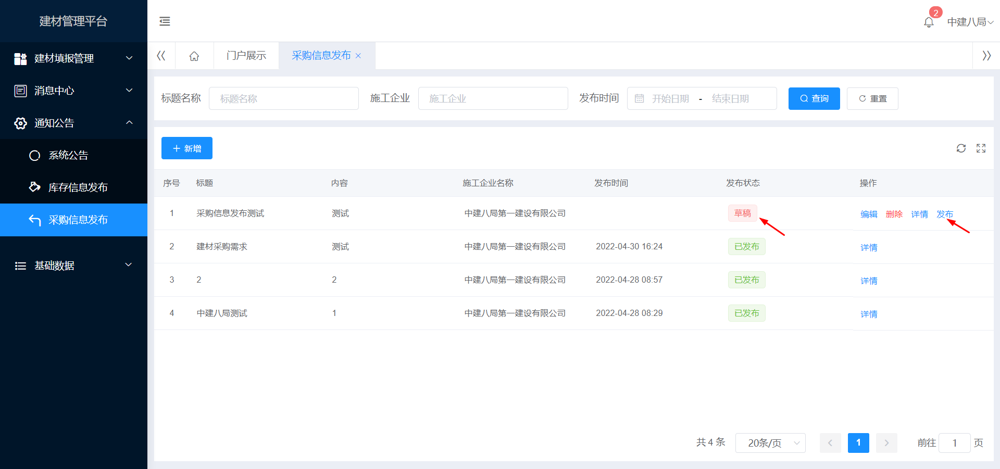 建材管理平台
2
中建八局
建材填报管理
消息中心
通知公告
系统公告
库存信息发布
采购信息发布
基础数据
门户展示
采购信息发布
标题名称 标题名称 施工企业 施工企业 发布时间 开始日期 - 结束日期 查询 重置
新增
序号 标题 内容 施工企业名称 发布时间 发布状态 操作
1 采购信息发布测试 测试 中建八局第一建设有限公司 草稿 编辑 删除 详情 发布
2 建材采购需求 测试 中建八局第一建设有限公司 2022-04-30 16:24 已发布 详情
3 2 2 中建八局第一建设有限公司 2022-04-28 08:57 已发布 详情
4 中建八局测试 1 中建八局第一建设有限公司 2022-04-28 08:29 已发布 详情
共 4 条 20条/页 1 前往 1 页